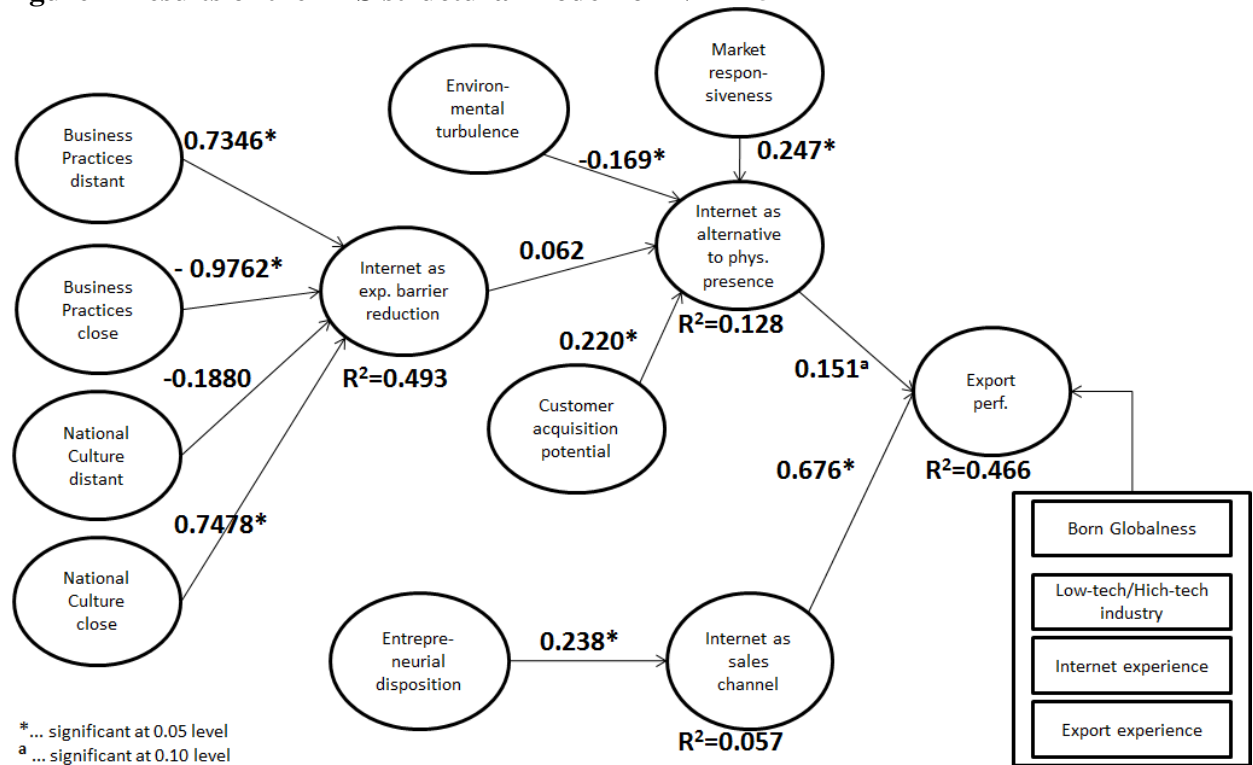 Results of the structural model
Market
respon-
siveness
Environ-
mental
turbulence
Business
Practices
distant
0.7346*
-0.169*
0.247*
Internet as
alternative
to phys.
presence
0.062
Business
Practices
close
- 0.9762*
Internet as
exp. barrier
reduction
R²=0.128
0.220*
R²=0.493
-0.1880
0.151ᵃ
Export
perf.
Customer
acquisition
potential
National
Culture
distant
0.676*
R²=0.466
0.7478*
Born Globalness
National
Culture
close
Low-tech/Hich-tech
industry
Entrepre-
neurial
disposition
0.238*
Internet as
sales
channel
Internet experience
Export experience
R²=0.057
*... significant at 0.05 level
ᵃ ... significant at 0.10 level